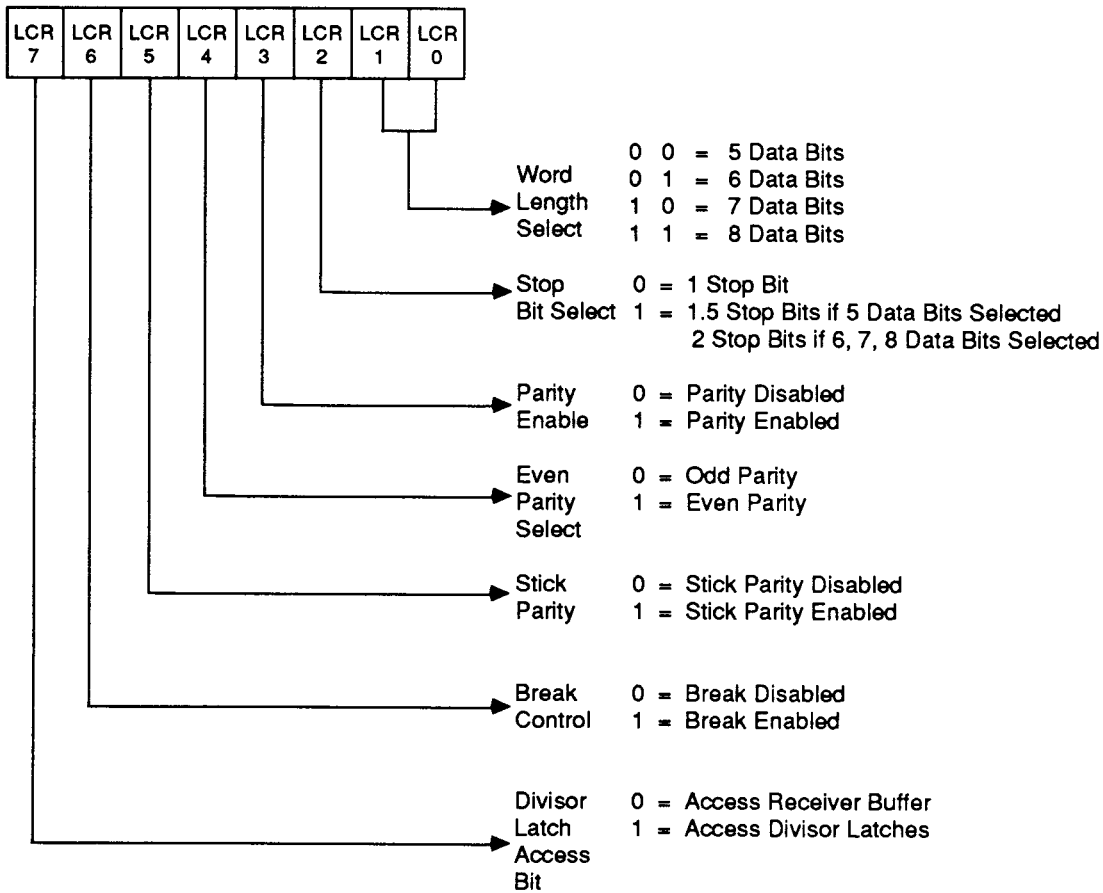 LCR 7 LCR 6 LCR 5 LCR 4 LCR 3 LCR 2 LCR 1 LCR 0
0 0 = 5 Data Bits
Word 0 1 = 6 Data Bits
Length 1 0 = 7 Data Bits
Select 1 1 = 8 Data Bits
Stop 0 = 1 Stop Bit
Bit Select 1 = 1.5 Stop Bits if 5 Data Bits Selected
2 Stop Bits if 6, 7, 8 Data Bits Selected
Parity 0 = Parity Disabled
Enable 1 = Parity Enabled
Even 0 = Odd Parity
Parity 1 = Even Parity
Select
Stick 0 = Stick Parity Disabled
Parity 1 = Stick Parity Enabled
Break 0 = Break Disabled
Control 1 = Break Enabled
Divisor 0 = Access Receiver Buffer
Latch 1 = Access Divisor Latches
Access
Bit